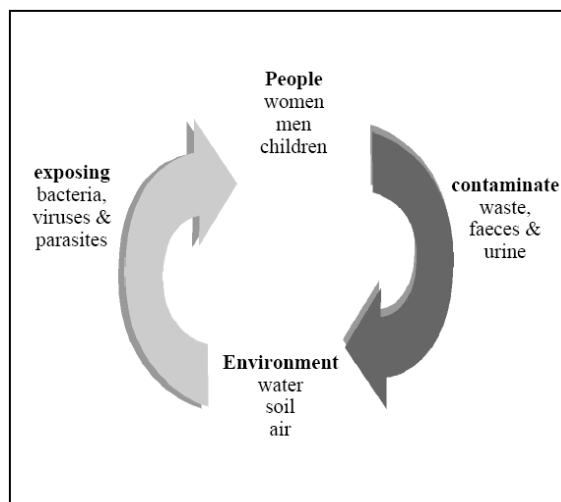 People
women
men
children
exposing
bacteria,
viruses &
parasites
contaminate
waste,
faeces &
urine
Environment
water
soil
air